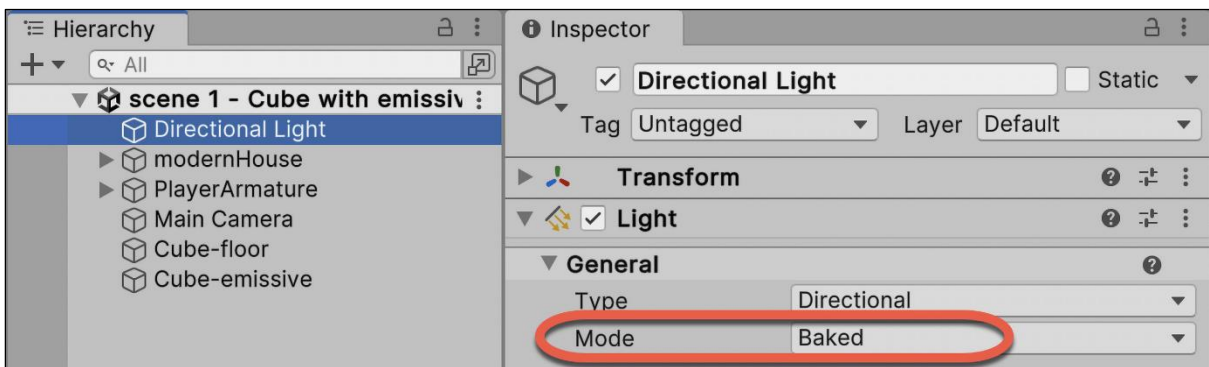 Hierarchy
All
scene 1 - Cube with emissiv
Directional Light
modernHouse
PlayerArmature
Main Camera
Cube-floor
Cube-emissive
Inspector
Directional Light Static
Tag Untagged Layer Default
Transform
Light
General
Type Directional
Mode Baked